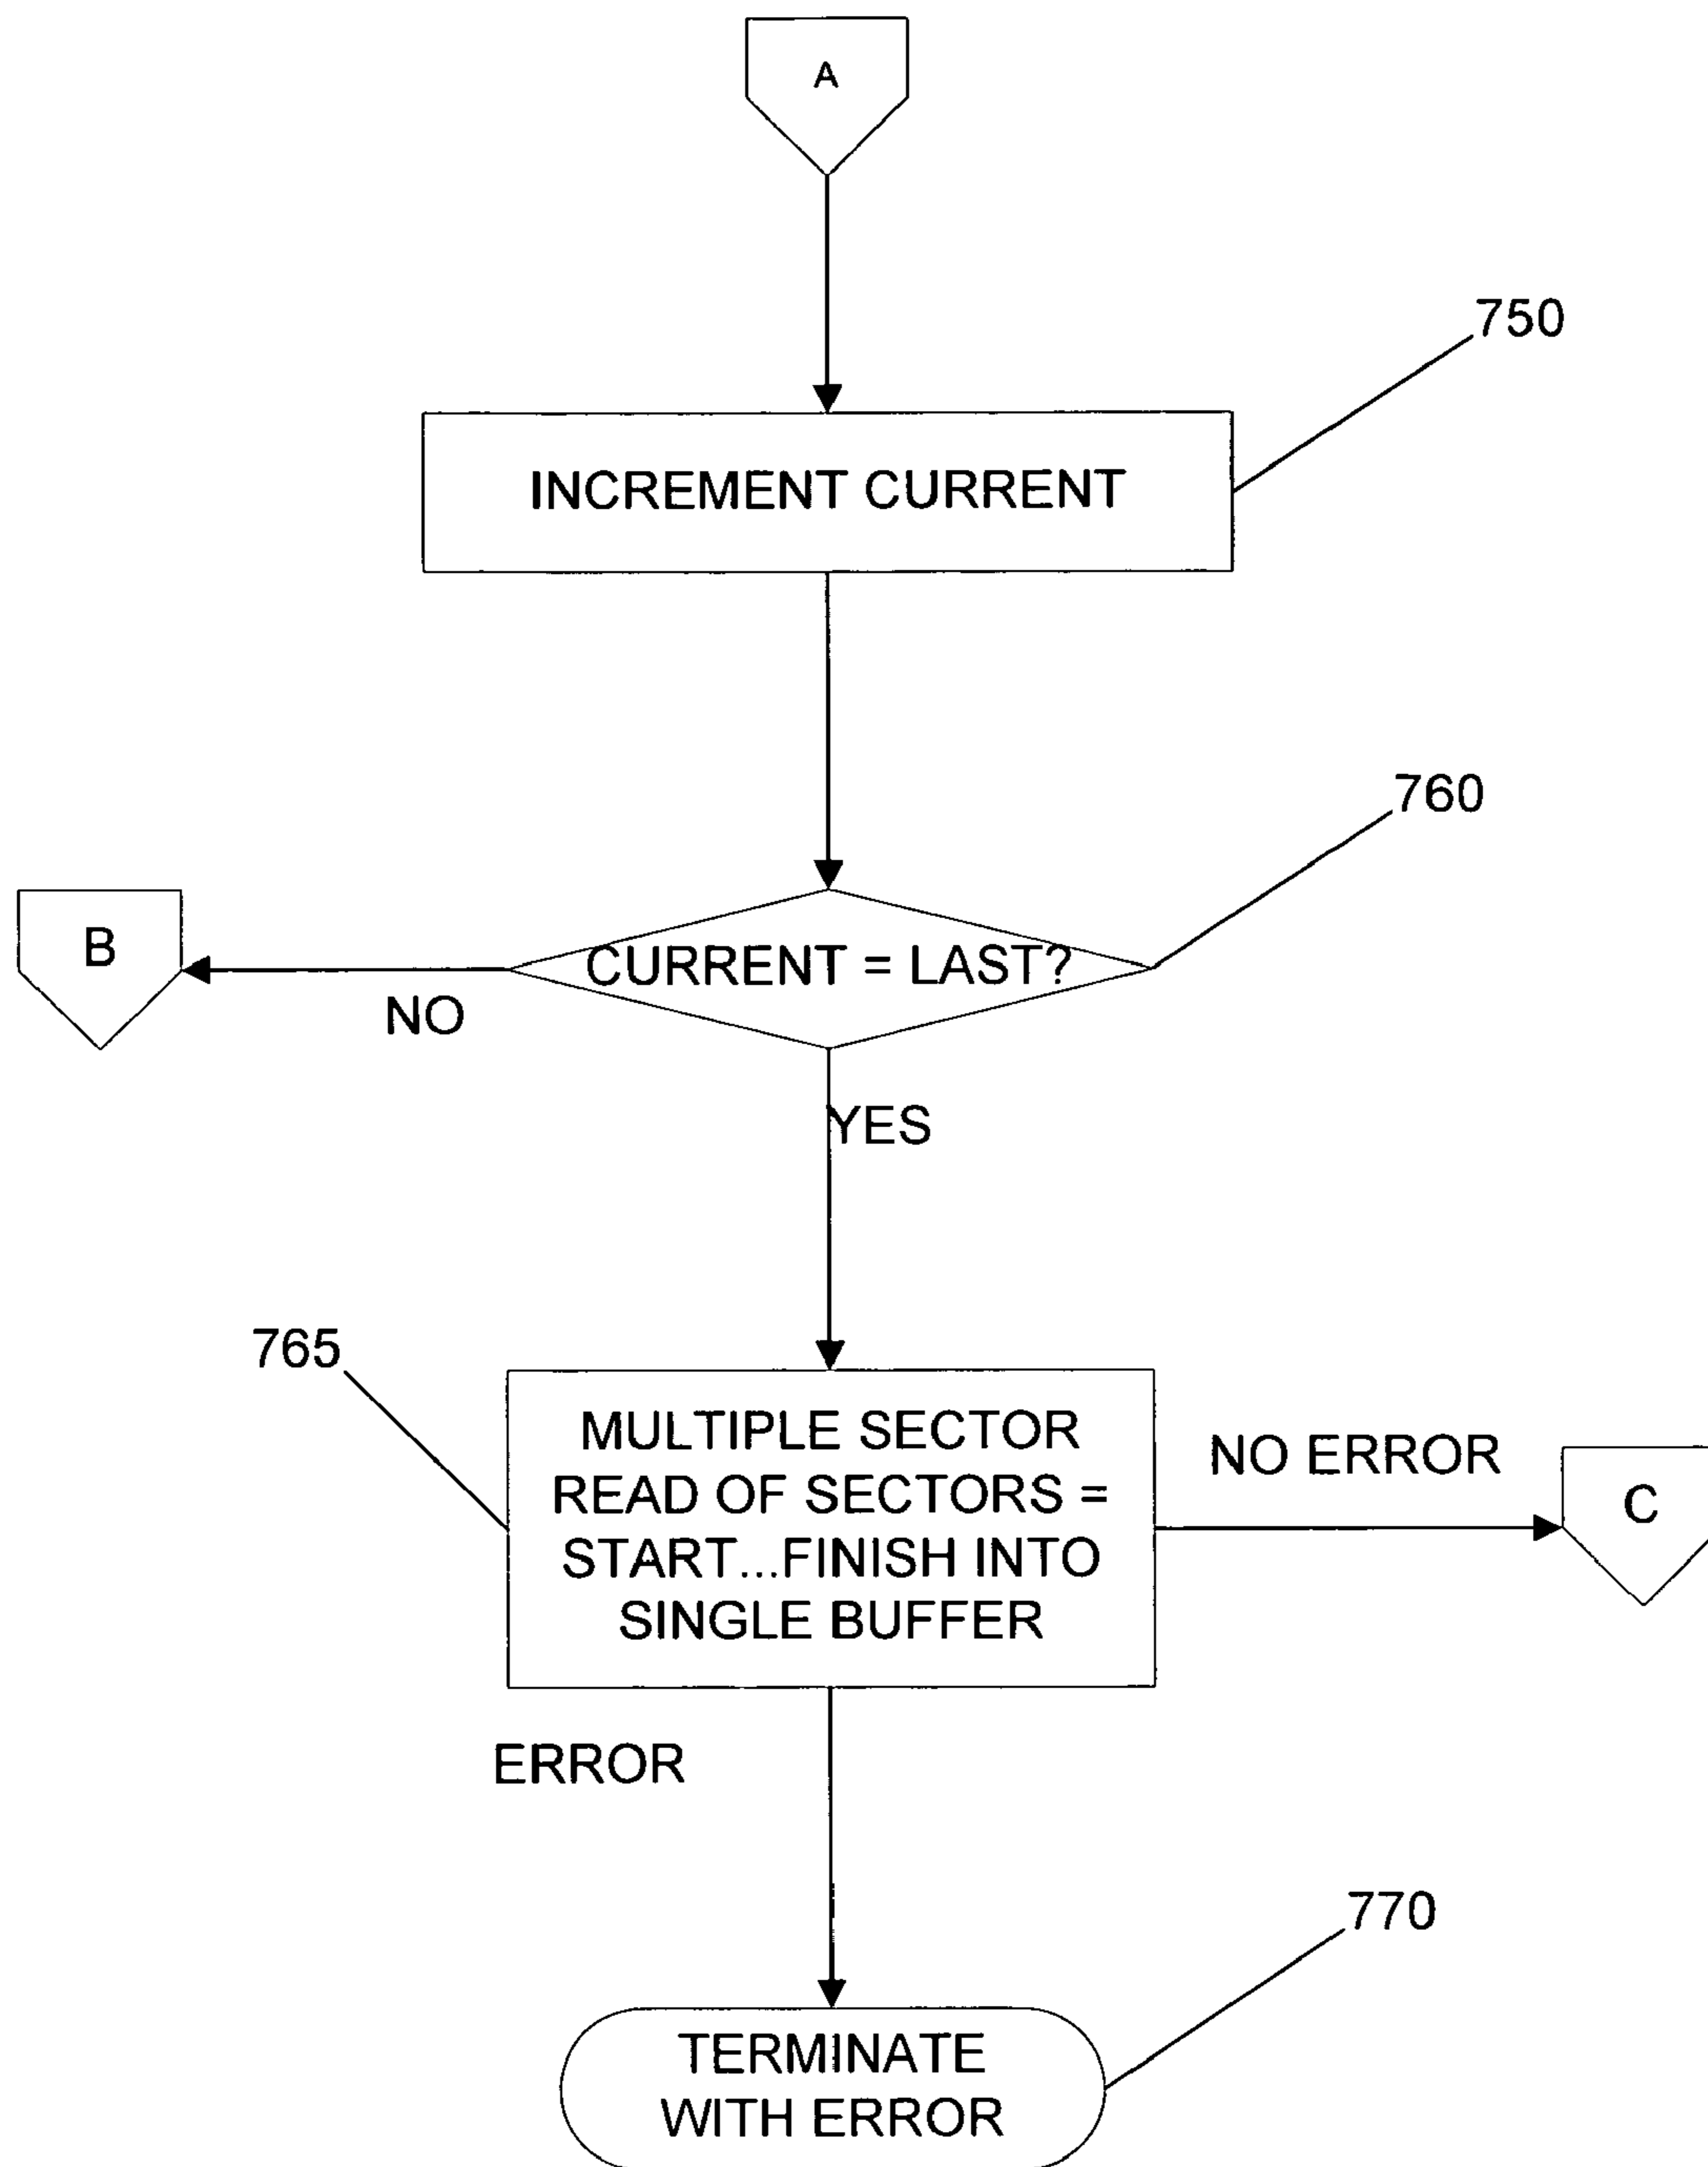 A
750
INCREMENT CURRENT
760
B
CURRENT = LAST?
NO
YES
765
MULTIPLE SECTOR
READ OF SECTORS =
START...FINISH INTO
SINGLE BUFFER
NO ERROR
C
ERROR
770
TERMINATE
WITH ERROR